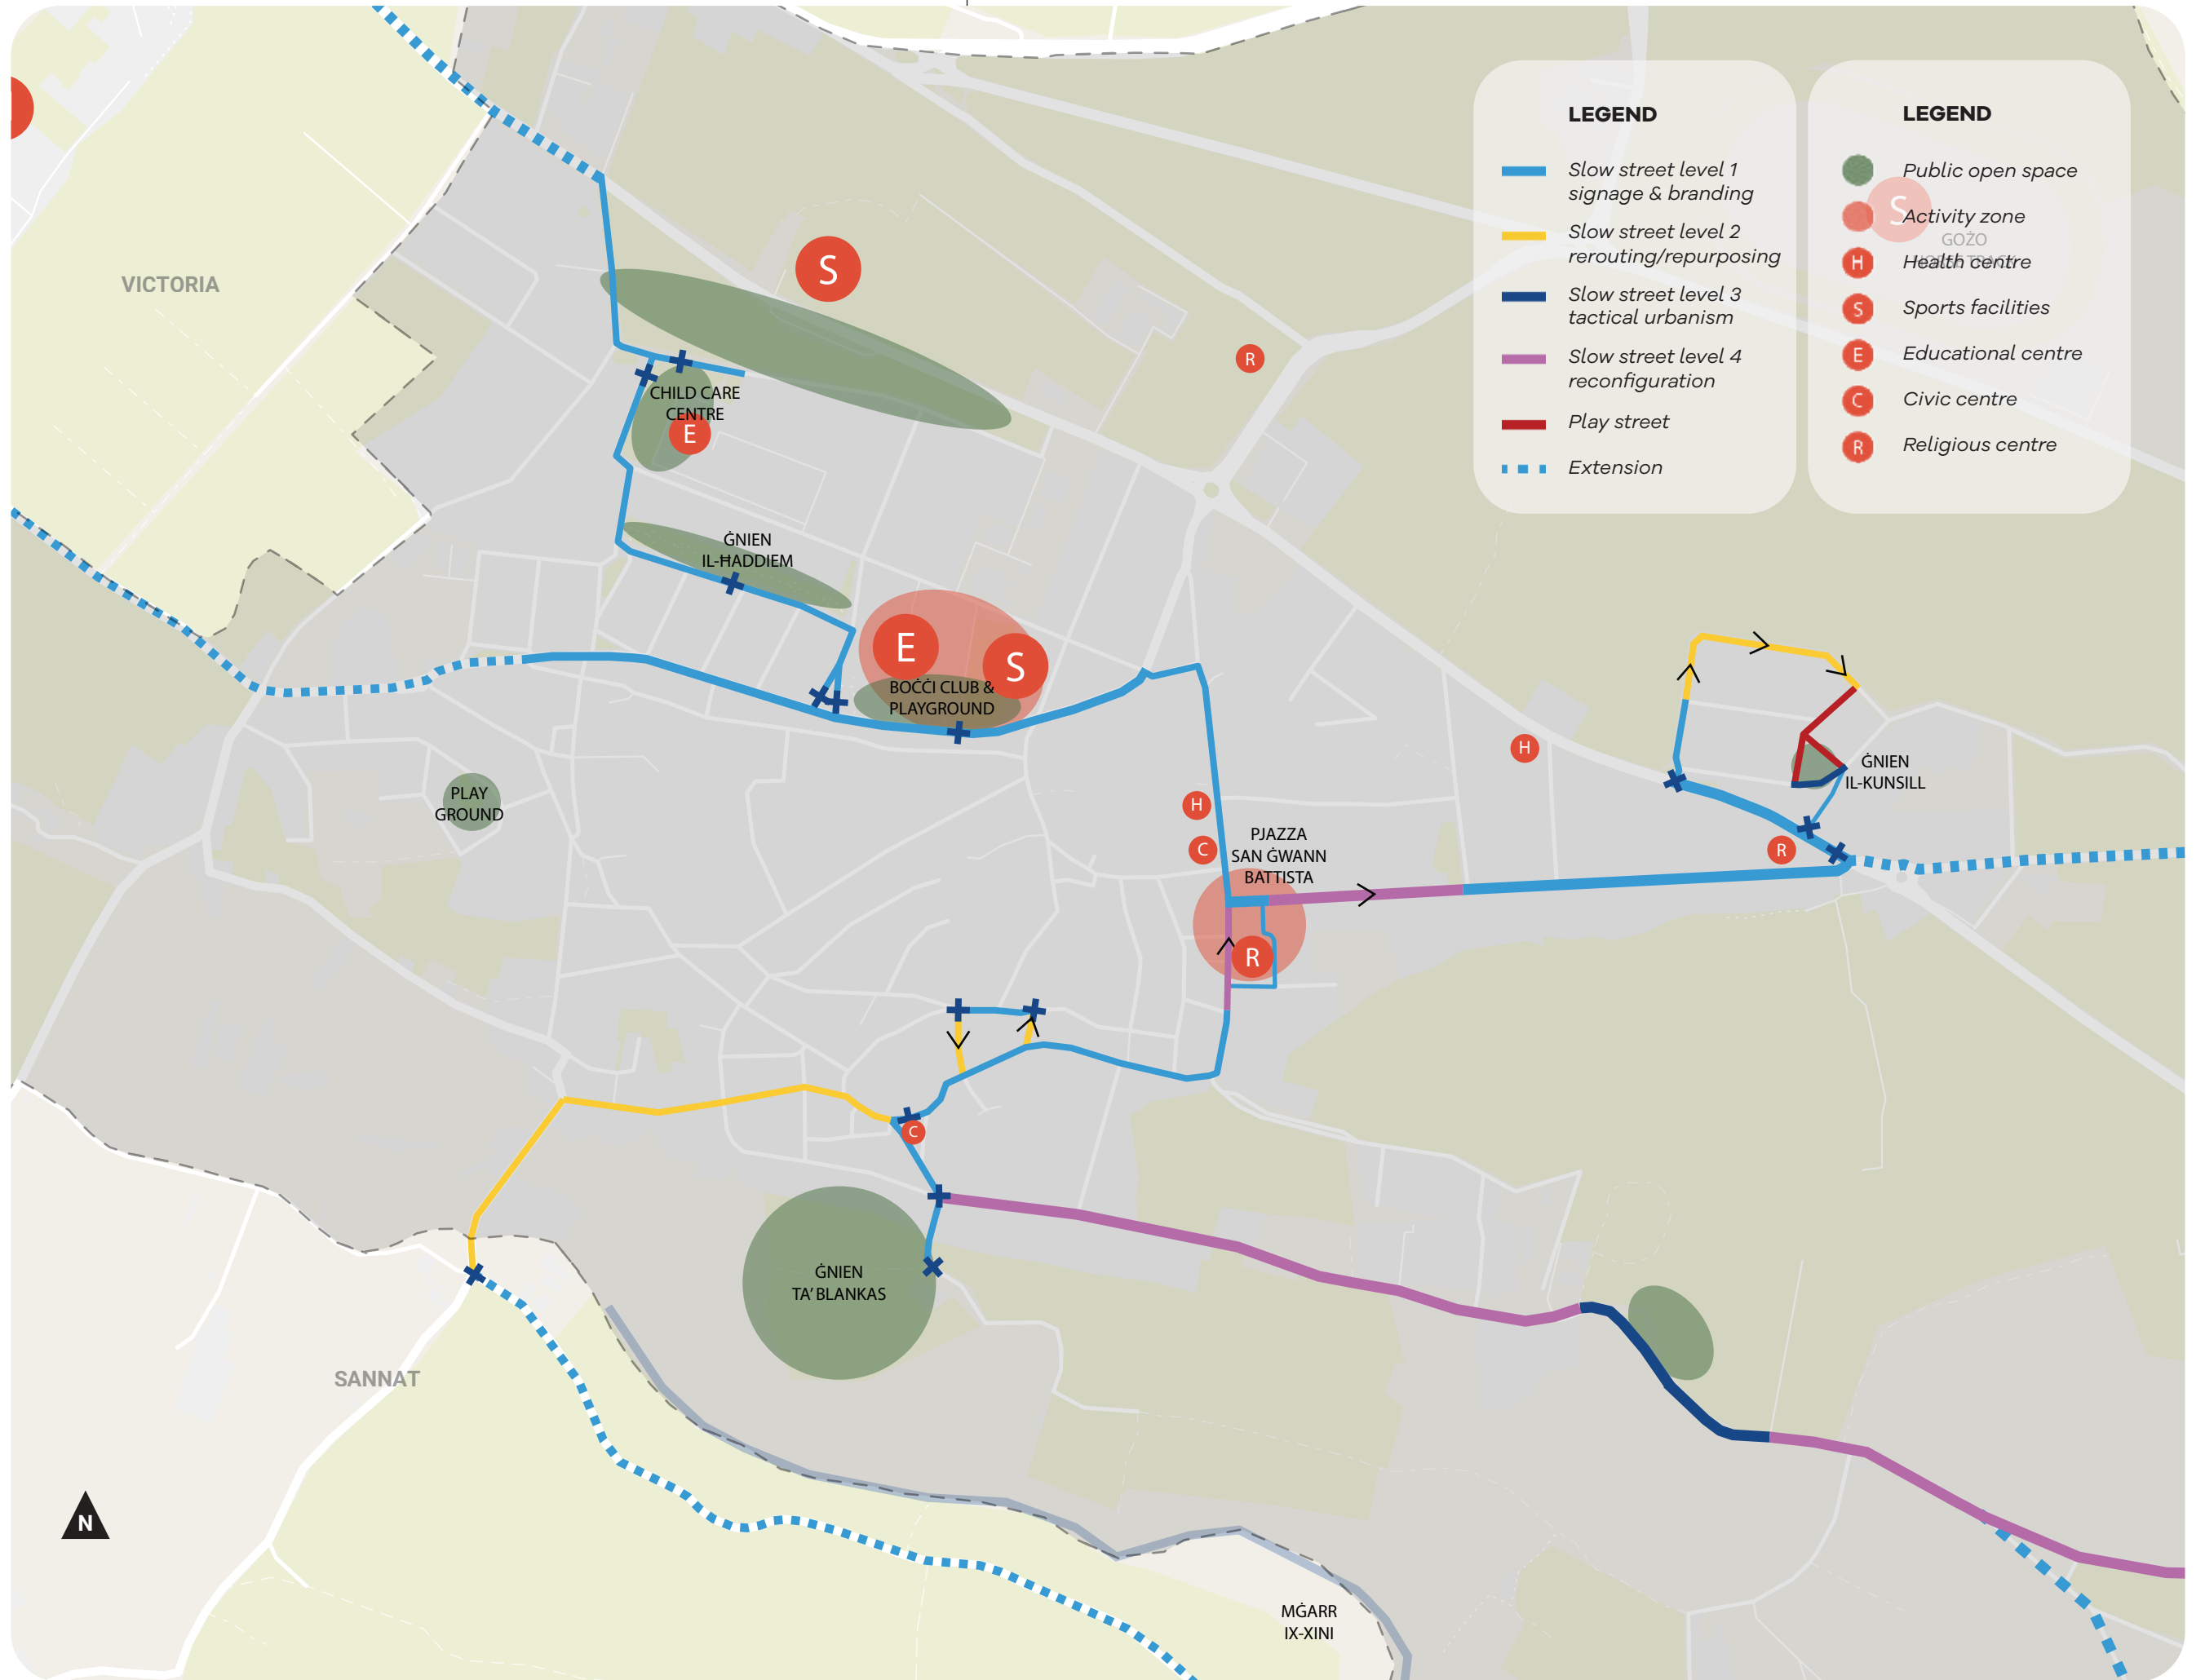 LEGEND
Slow street level 1
signage & branding
Slow street level 2
rerouting/repurposing
Slow street level 3
tactical urbanism
Slow street level 4
reconfiguration
Play street
Extension
LEGEND
Public open space
S
Activity zone
GOŻO
H
Health centre
S
Sports facilities
E
Educational centre
C
Civic centre
R
Religious centre
VICTORIA
S
R
CHILD CARE
CENTRE
E
ĠNIEN
IL-ĦADDIEM
E
S
BOĊĊI CLUB &
PLAYGROUND
PLAY
GROUND
H
H
C
PJAZZA
SAN ĠWANN
BATTISTA
R
ĠNIEN
IL-KUNSILL
R
C
ĠNIEN
TA' BLANKAS
SANNAT
N
MĠARR
IX-XINI